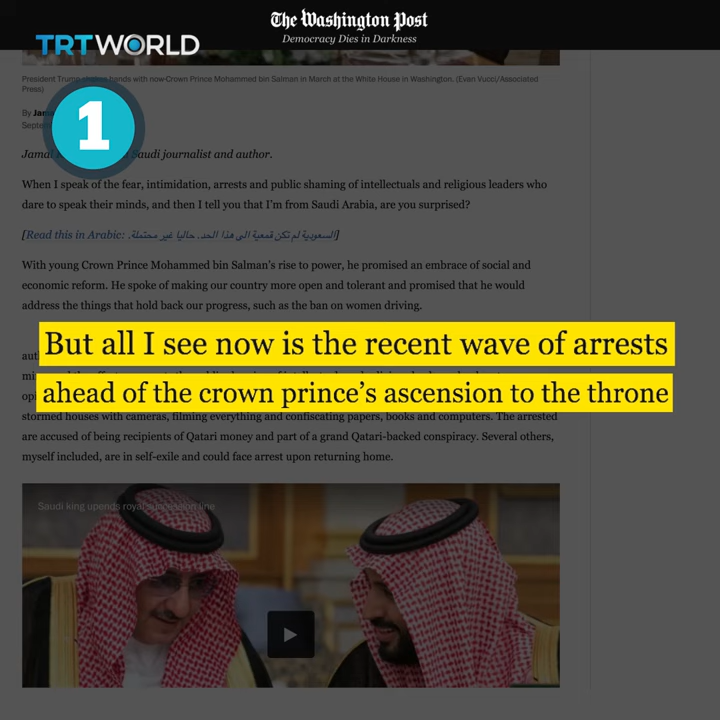 The Washington Post
Democracy Dies in Darkness
TRTWORLD
President Trump shakes hands with now-Crown Prince Mohammed bin Salman in March at the White House in Washington. (Evan Vucci/Associated
Press)
1
By Jama
Septe
Jamal Saudi journalist and author.
When I speak of the fear, intimidation, arrests and public shaming of intellectuals and religious leaders who
dare to speak their minds, and then I tell you that I'm from Saudi Arabia, are you surprised?
[Read this in Arabic: السعودية لم تكن قمعية الى هذا الحد. حاليا غير محتملة.]
With young Crown Prince Mohammed bin Salman's rise to power, he promised an embrace of social and
economic reform. He spoke of making our country more open and tolerant and promised that he would
address the things that hold back our progress, such as the ban on women driving.
But all I see now is the recent wave of arrests
ahead of the crown prince's ascension to the throne
stormed houses with cameras, filming everything and confiscating papers, books and computers. The arrested
are accused of being recipients of Qatari money and part of a grand Qatari-backed conspiracy. Several others,
myself included, are in self-exile and could face arrest upon returning home.
Saudi king upends royal succession line